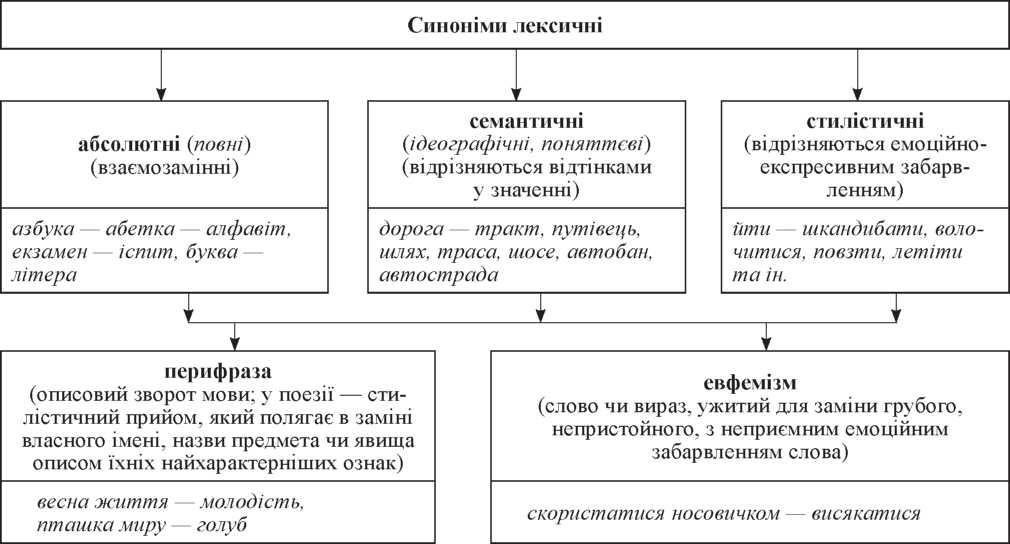 Синоніми лексичні
абсолютні (повні)
(взаємозамінні)
азбука — абетка — алфавіт,
екзамен — іспит, буква —
літера
семантичні
(ідеографічні, поняттєві)
(відрізняються відтінками
у значенні)
дорога — тракт, путівець,
шлях, траса, шосе, автобан,
автострада
стилістичні
(відрізняються емоційно-
експресивним забарв-
ленням)
йти — шкандибати, воло-
читися, повзти, летіти
та ін.
перифраза
(описовий зворот мови; у поезії — сти-
лістичний прийом, який полягає в заміні
власного імені, назви предмета чи явища
описом їхніх найхарактерніших ознак)
весна життя — молодість,
пташка миру — голуб
евфемізм
(слово чи вираз, ужитий для заміни грубого,
непристойного, з неприємним емоційним
забарвленням слова)
скористатися носовичком — висякатися